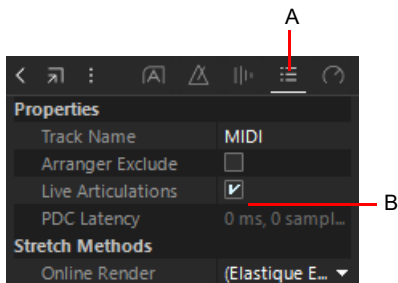 A
Properties
Track Name MIDI
Arranger Exclude
Live Articulations
B
PDC Latency 0 ms, 0 sampl...
Stretch Methods
Online Render (Elastique E...